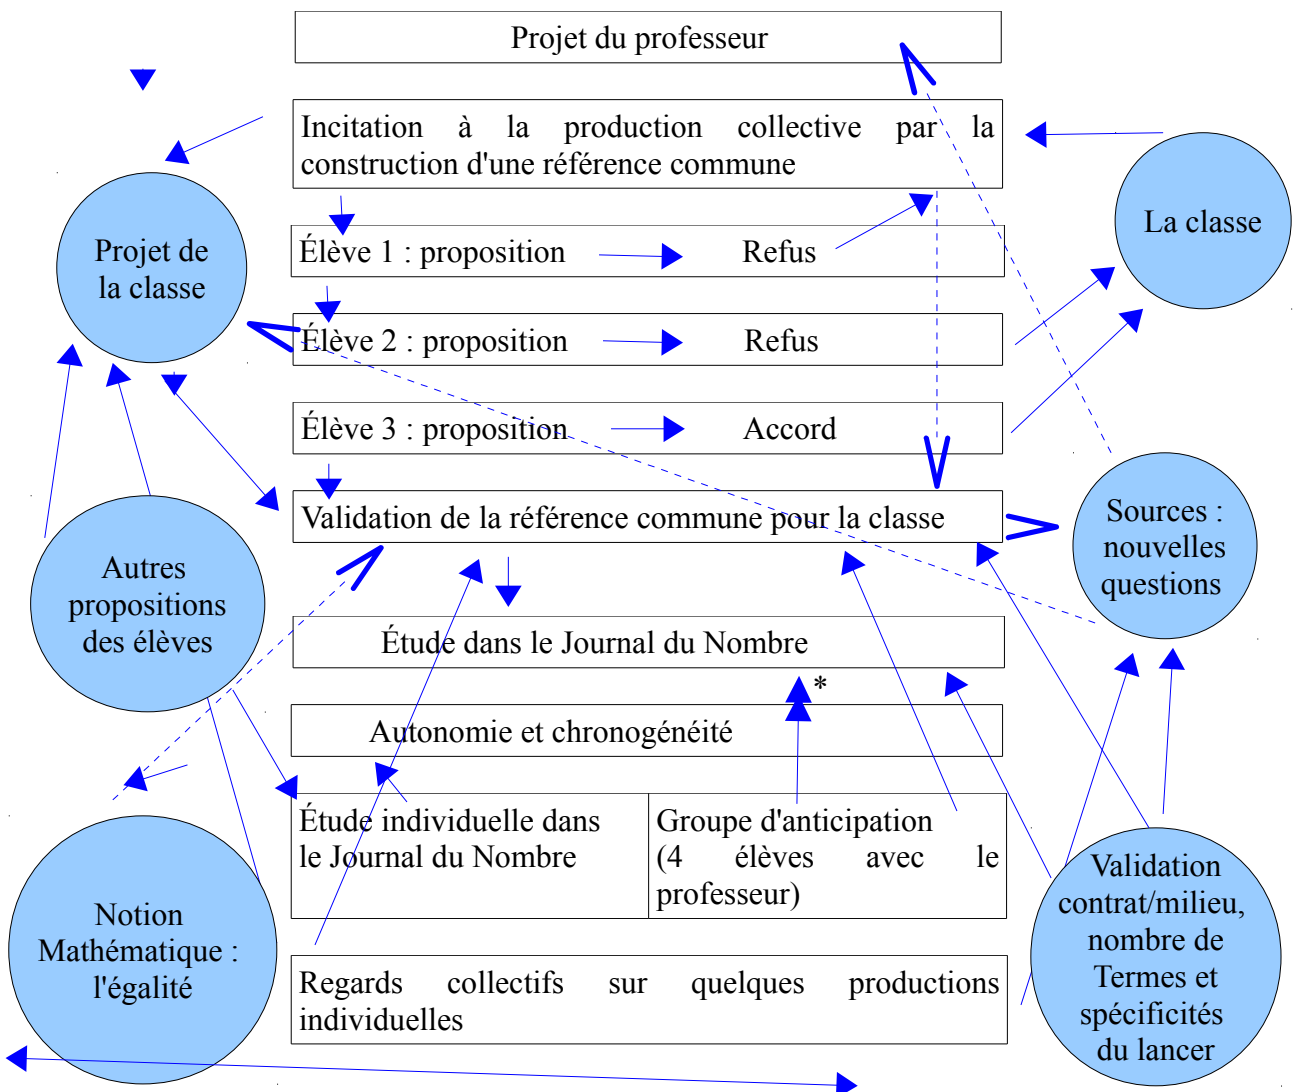 Projet du professeur
Incitation à la production collective par la
construction d'une référence commune
La classe
Projet de
la classe
Élève 1 : proposition Refus
Élève 2 : proposition Refus
Élève 3 : proposition Accord
Validation de la référence commune pour la classe
Sources :
nouvelles
questions
Autres
propositions
des élèves
Étude dans le Journal du Nombre
*
Autonomie et chronogénéité
Étude individuelle dans
le Journal du Nombre
Groupe d'anticipation
(4 élèves avec le
professeur)
Notion
Mathématique :
l'égalité
Validation
contrat/milieu,
nombre de
Termes et
spécificités
du lancer
Regards collectifs sur quelques productions
individuelles